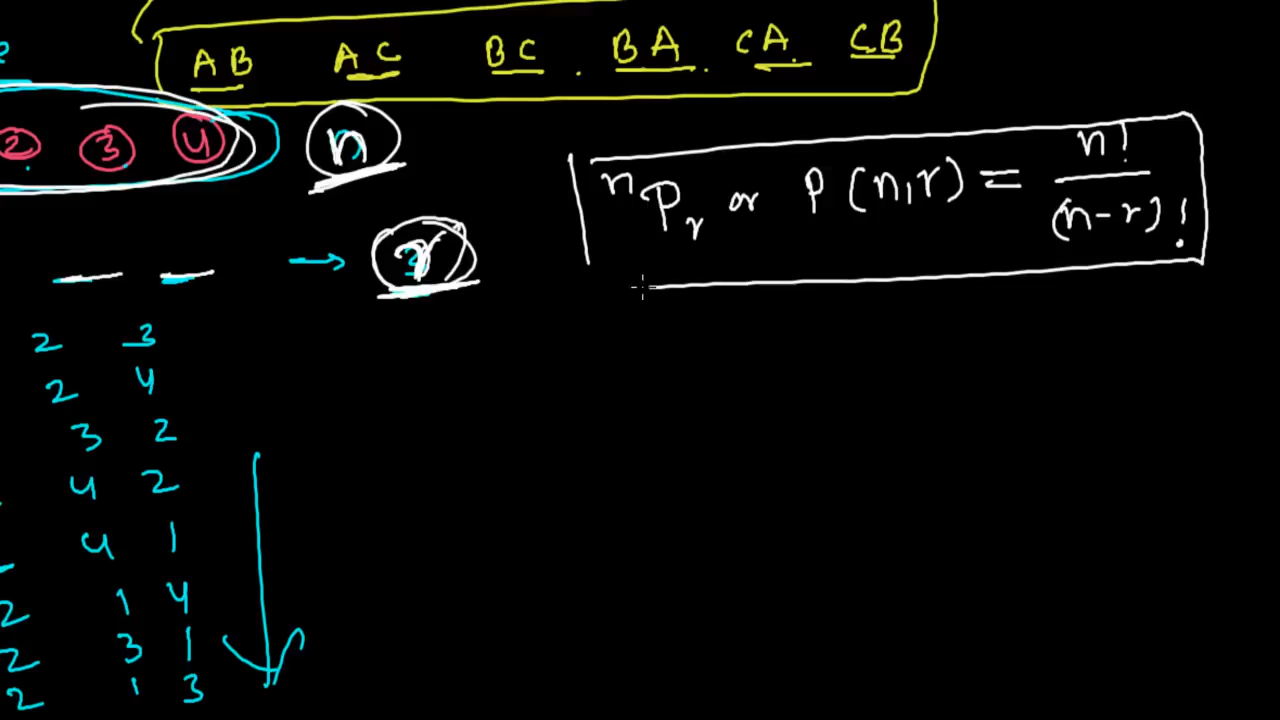 AB AC BC . BA . CA . CB
2 3 4 n
nPr or P(n,r) = n!/(n-r)!
→ r
2 3
2 4
3 2
4 2
4 1
2 1 4
2 3 1
2 1 3